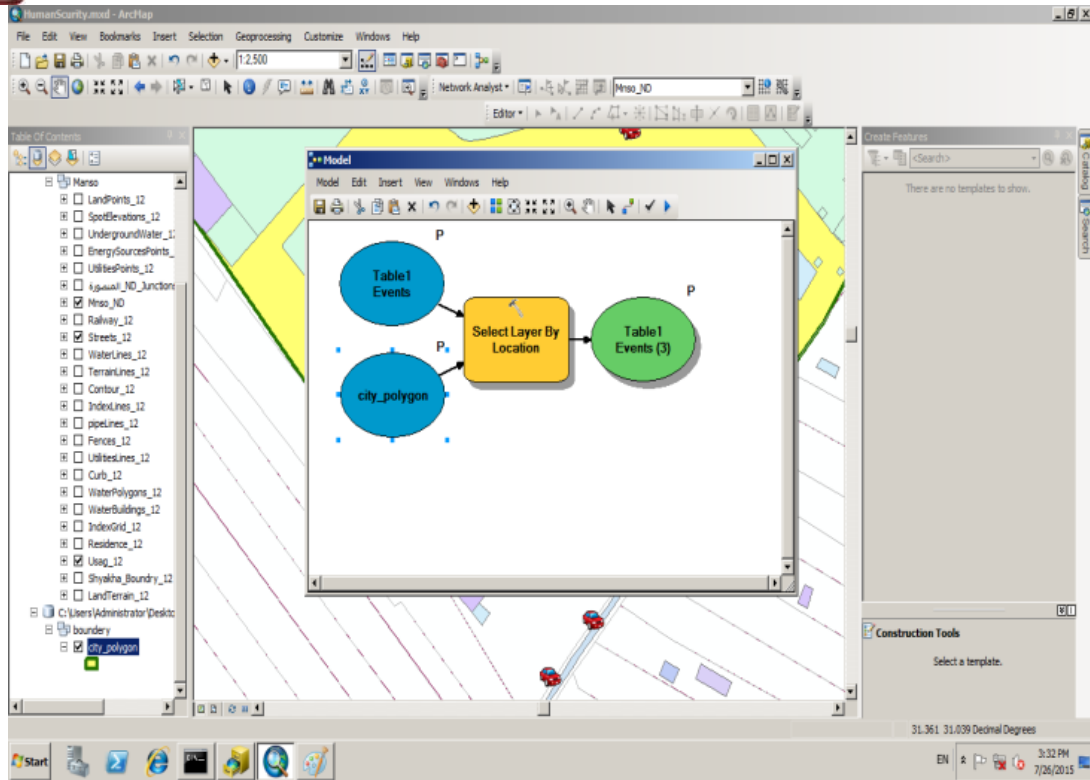 HumanScurity.mxd - ArcMap
File Edit View Bookmarks Insert Selection Geoprocessing Customize Windows Help
1:2,500
Network Analyst
Mnso_ND
Editor
Table Of Contents
Manso
LandPoints_12
SpotElevations_12
UndergroundWater_12
EnergySourcesPoints_
UtilitiesPoints_12
المنصورة_ND_Junctions
Mnso_ND
Railway_12
Streets_12
WaterLines_12
TerrainLines_12
Contour_12
IndexLines_12
pipeLines_12
Fences_12
UtilitiesLines_12
Curb_12
WaterPolygons_12
WaterBuildings_12
IndexGrid_12
Residence_12
Usag_12
Shyakha_Boundry_12
LandTerrain_12
C:\Users\Administrator\Deskto
boundery
city_polygon
Model
Model Edit Insert View Windows Help
P
Table1
Events
P
city_polygon
Select Layer By
Location
P
Table1
Events (3)
Create Features
<Search>
There are no templates to show.
Catalog
Search
Construction Tools
Select a template.
31.361 31.039 Decimal Degrees
Start
EN
3:32 PM
7/26/2015